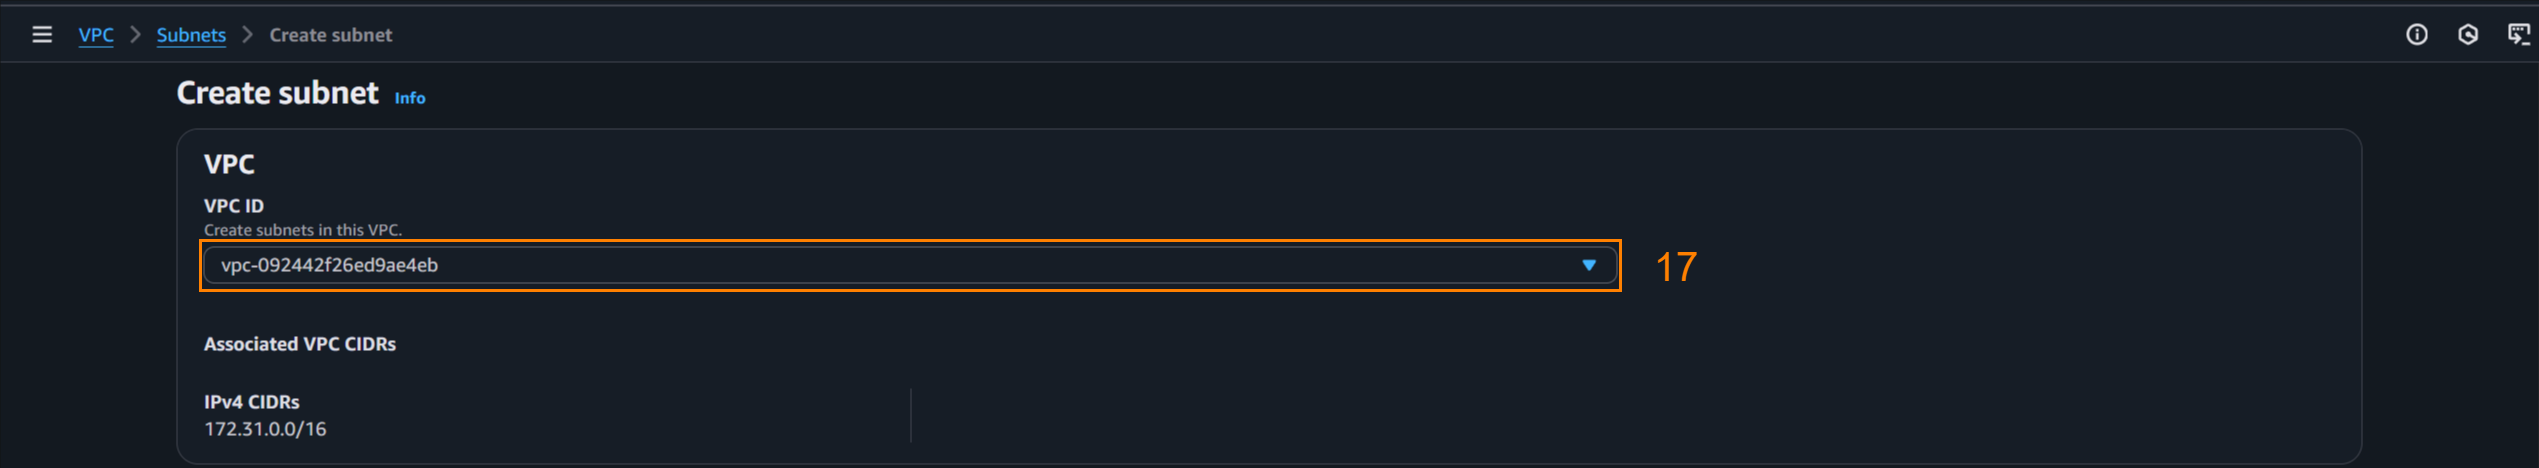 VPC > Subnets > Create subnet
Create subnet Info
VPC
VPC ID
Create subnets in this VPC.
vpc-092442f26ed9ae4eb
17
Associated VPC CIDRs
IPv4 CIDRs
172.31.0.0/16